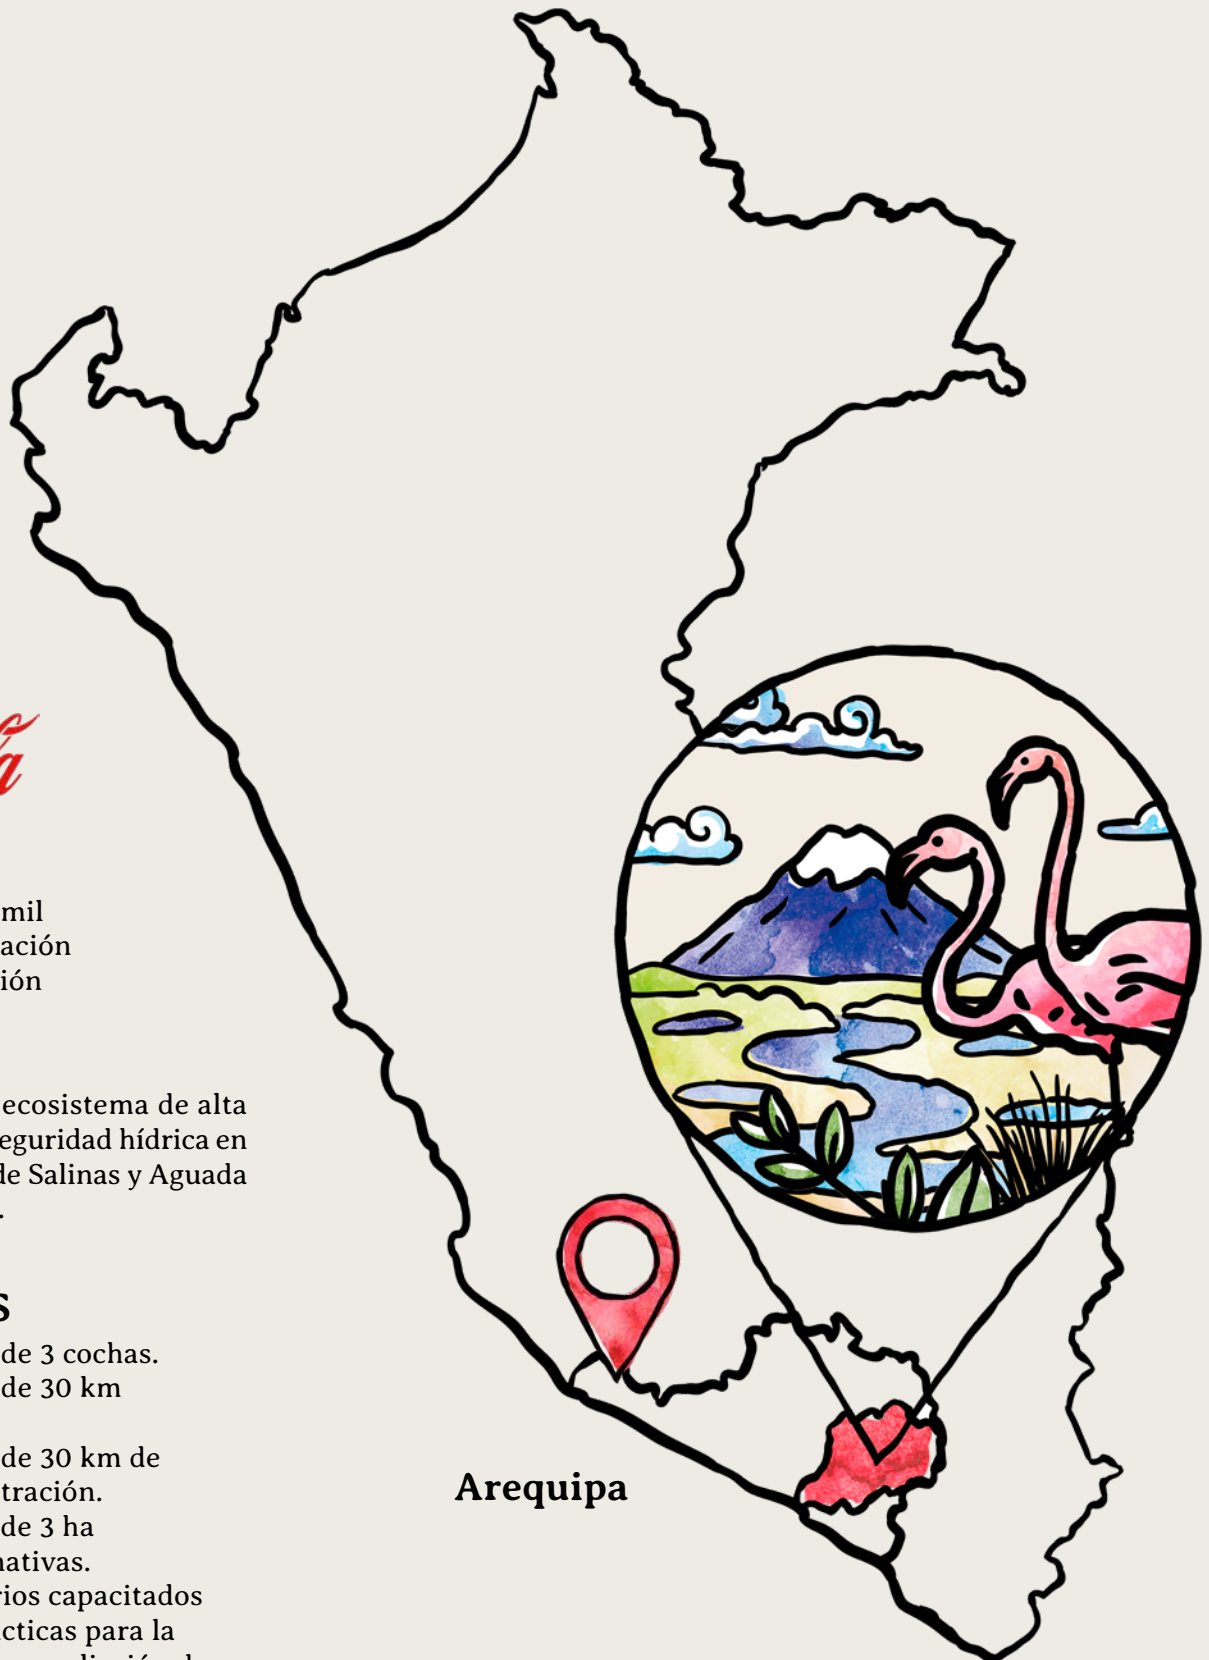 mil
ación
ión
ecosistema de alta
eguridad hídrica en
de Salinas y Aguada
.
s
de 3 cochas.
de 30 km
de 30 km de
tración.
de 3 ha
nativas.
rios capacitados
cticas para la
Arequipa